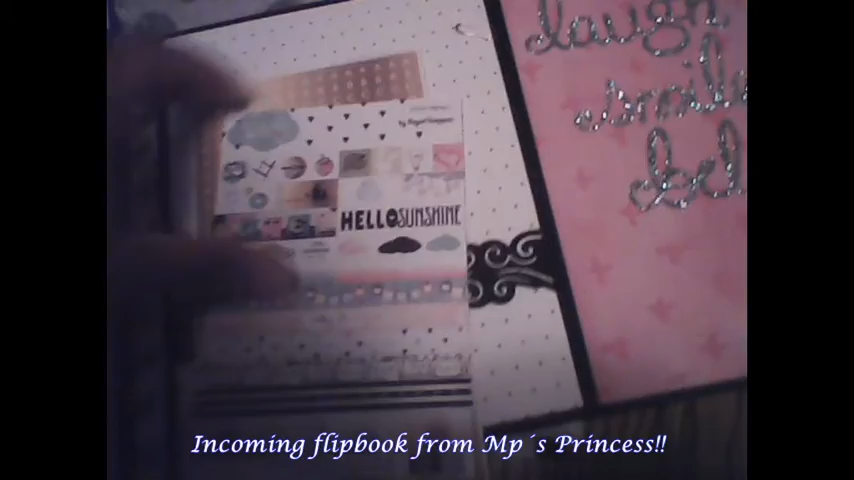 laugh
smile
HELLO SUNSHINE
Incoming flipbook from Mp´s Princess!!